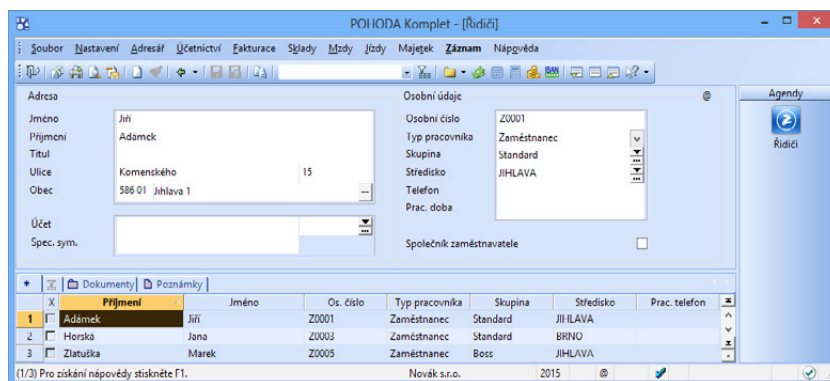 POHODA Komplet - [Řidiči]
Soubor Nastavení Adresář Účetnictví Fakturace Sklady Mzdy Jízdy Majetek Záznam Nápověda
Adresa
Jméno Jiří
Příjmení Adámek
Titul
Ulice Komenského 15
Obec 586 01 Jihlava 1
Účet
Spec. sym.
Osobní údaje @
Osobní číslo Z0001
Typ pracovníka Zaměstnanec
Skupina Standard
Středisko JIHLAVA
Telefon
Prac. doba
Společník zaměstnavatele
Agendy
Řidiči
* Dokumenty Poznámky
X Příjmení Jméno Os. číslo Typ pracovníka Skupina Středisko Prac. telefon
1 Adámek Jiří Z0001 Zaměstnanec Standard JIHLAVA
2 Horská Jana Z0003 Zaměstnanec Standard BRNO
3 Zlatuška Marek Z0005 Zaměstnanec Boss JIHLAVA
(1/3) Pro získání nápovědy stiskněte F1. Novák s.r.o. 2015 @